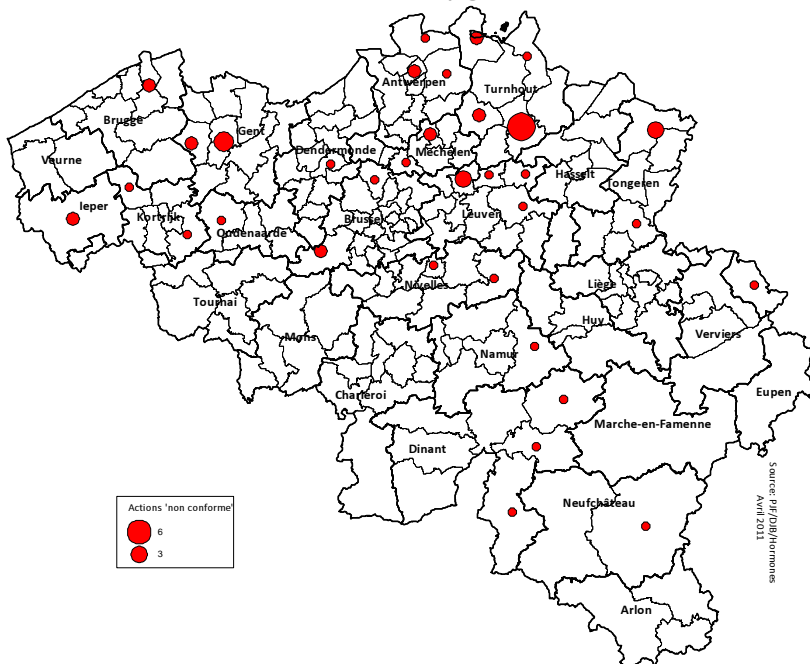 Antwerpen
Turnhout
Brugge
Gent
Veurne
Dendermonde
Mechelen
Hasselt
Tongeren
Ieper
Kortrijk
Oudenaarde
Brussel
Leuven
Tournai
Nivelles
Liège
Mons
Huy
Verviers
Namur
Charleroi
Eupen
Marche-en-Famenne
Dinant
Neufchâteau
Arlon
Actions 'non conforme'
6
3
Source: PJF/DJB/Hormones
Avril 2011